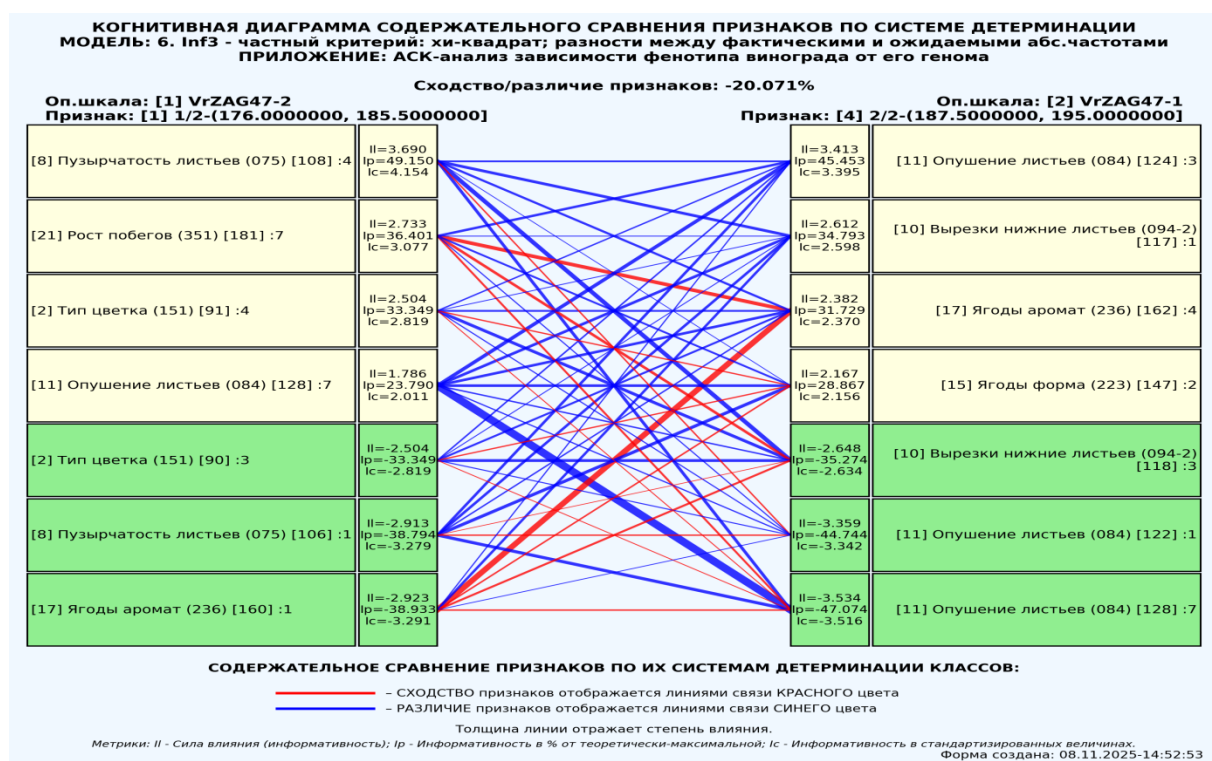 КОГНИТИВНАЯ ДИАГРАММА СОДЕРЖАТЕЛЬНОГО СРАВНЕНИЯ ПРИЗНАКОВ ПО СИСТЕМЕ ДЕТЕРМИНАЦИИ
МОДЕЛЬ: 6. Inf3 - частный критерий: хи-квадрат; разности между фактическими и ожидаемыми абс.частотами
ПРИЛОЖЕНИЕ: АСК-анализ зависимости фенотипа винограда от его генома
Сходство/различие признаков: -20.071%
Оп.шкала: [1] VrZAG47-2
Признак: [1] 1/2-(176.0000000, 185.5000000]
Оп.шкала: [2] VrZAG47-1
Признак: [4] 2/2-(187.5000000, 195.0000000]
[8] Пузырчатость листьев (075) [108] :4
II=3.690
Ip=49.150
Ic=4.154
[21] Рост побегов (351) [181] :7
II=2.733
Ip=36.401
Ic=3.077
[2] Тип цветка (151) [91] :4
II=2.504
Ip=33.349
Ic=2.819
[11] Опушение листьев (084) [128] :7
II=1.786
Ip=23.790
Ic=2.011
[2] Тип цветка (151) [90] :3
II=-2.504
Ip=-33.349
Ic=-2.819
[8] Пузырчатость листьев (075) [106] :1
II=-2.913
Ip=-38.794
Ic=-3.279
[17] Ягоды аромат (236) [160] :1
II=-2.923
Ip=-38.933
Ic=-3.291
II=3.413
Ip=45.453
Ic=3.395
[11] Опушение листьев (084) [124] :3
II=2.612
Ip=34.793
Ic=2.598
[10] Вырезки нижние листьев (094-2)
[117] :1
II=2.382
Ip=31.729
Ic=2.370
[17] Ягоды аромат (236) [162] :4
II=2.167
Ip=28.867
Ic=2.156
[15] Ягоды форма (223) [147] :2
II=-2.648
Ip=-35.274
Ic=-2.634
[10] Вырезки нижние листьев (094-2)
[118] :3
II=-3.359
Ip=-44.744
Ic=-3.342
[11] Опушение листьев (084) [122] :1
II=-3.534
Ip=-47.074
Ic=-3.516
[11] Опушение листьев (084) [128] :7
СОДЕРЖАТЕЛЬНОЕ СРАВНЕНИЕ ПРИЗНАКОВ ПО ИХ СИСТЕМАМ ДЕТЕРМИНАЦИИ КЛАССОВ:
– СХОДСТВО признаков отображается линиями связи КРАСНОГО цвета
– РАЗЛИЧИЕ признаков отображается линиями связи СИНЕГО цвета
Толщина линии отражает степень влияния.
Метрики: II - Сила влияния (информативность); Ip - Информативность в % от теоретически-максимальной; Ic - Информативность в стандартизированных величинах.
Форма создана: 08.11.2025-14:52:53